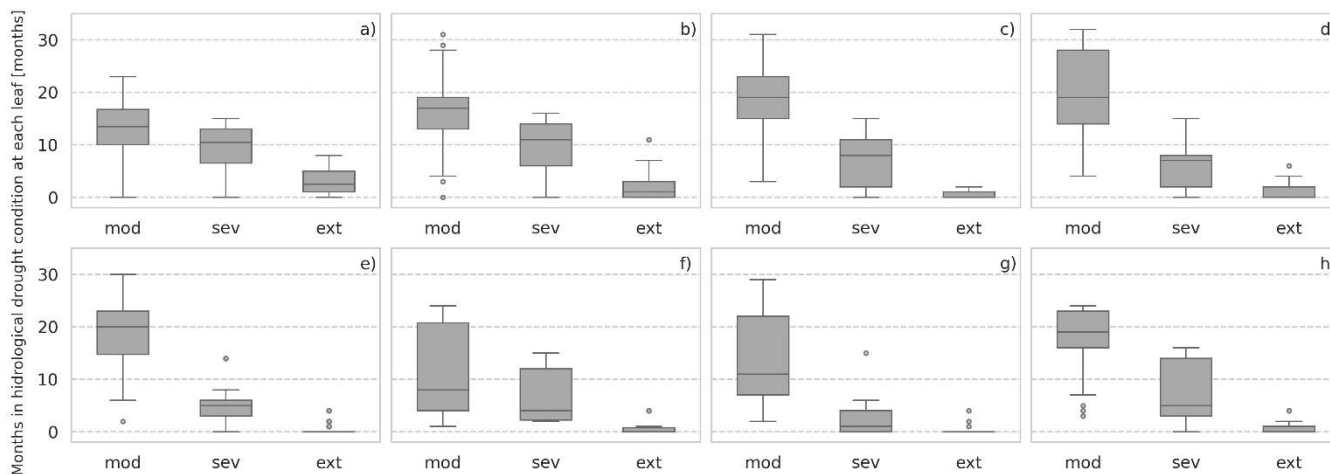 Months in hidrological drought condition at each leaf [months]
a) b) c) d
30
20
10
0
mod sev ext mod sev ext mod sev ext mod sev ext
e) f) g) h
30
20
10
0
mod sev ext mod sev ext mod sev ext mod sev ext